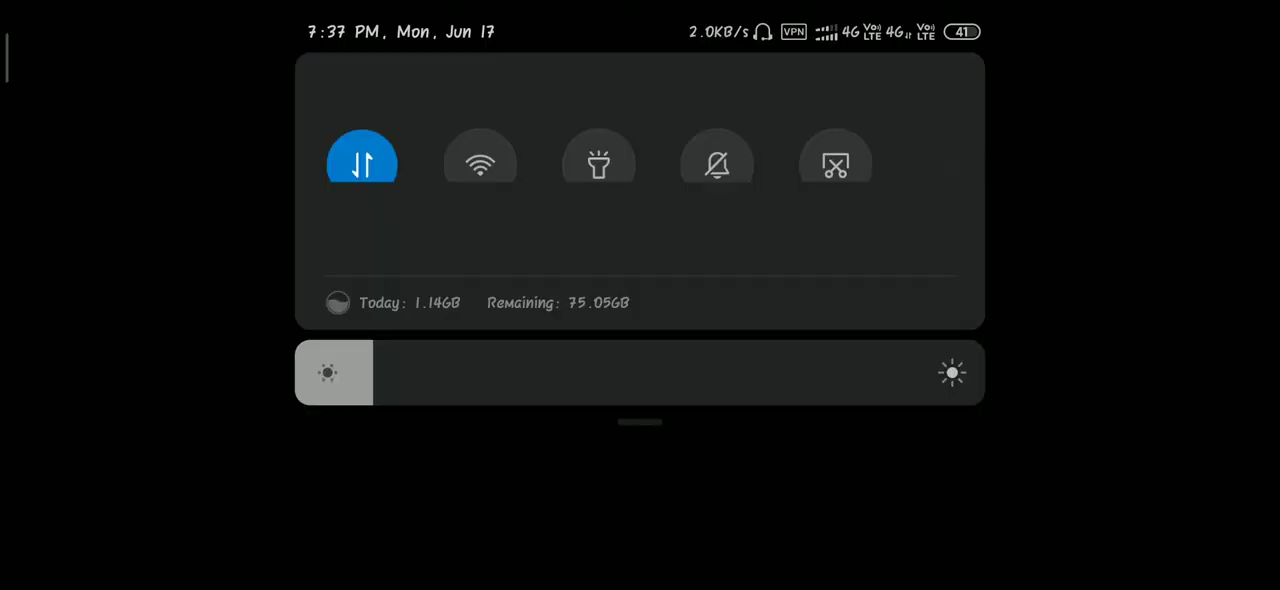 7:37 PM, Mon, Jun 17 2.0KB/s VPN 4G Vo) LTE 4G Vo) LTE 41
Today: 1.14GB Remaining: 75.05GB